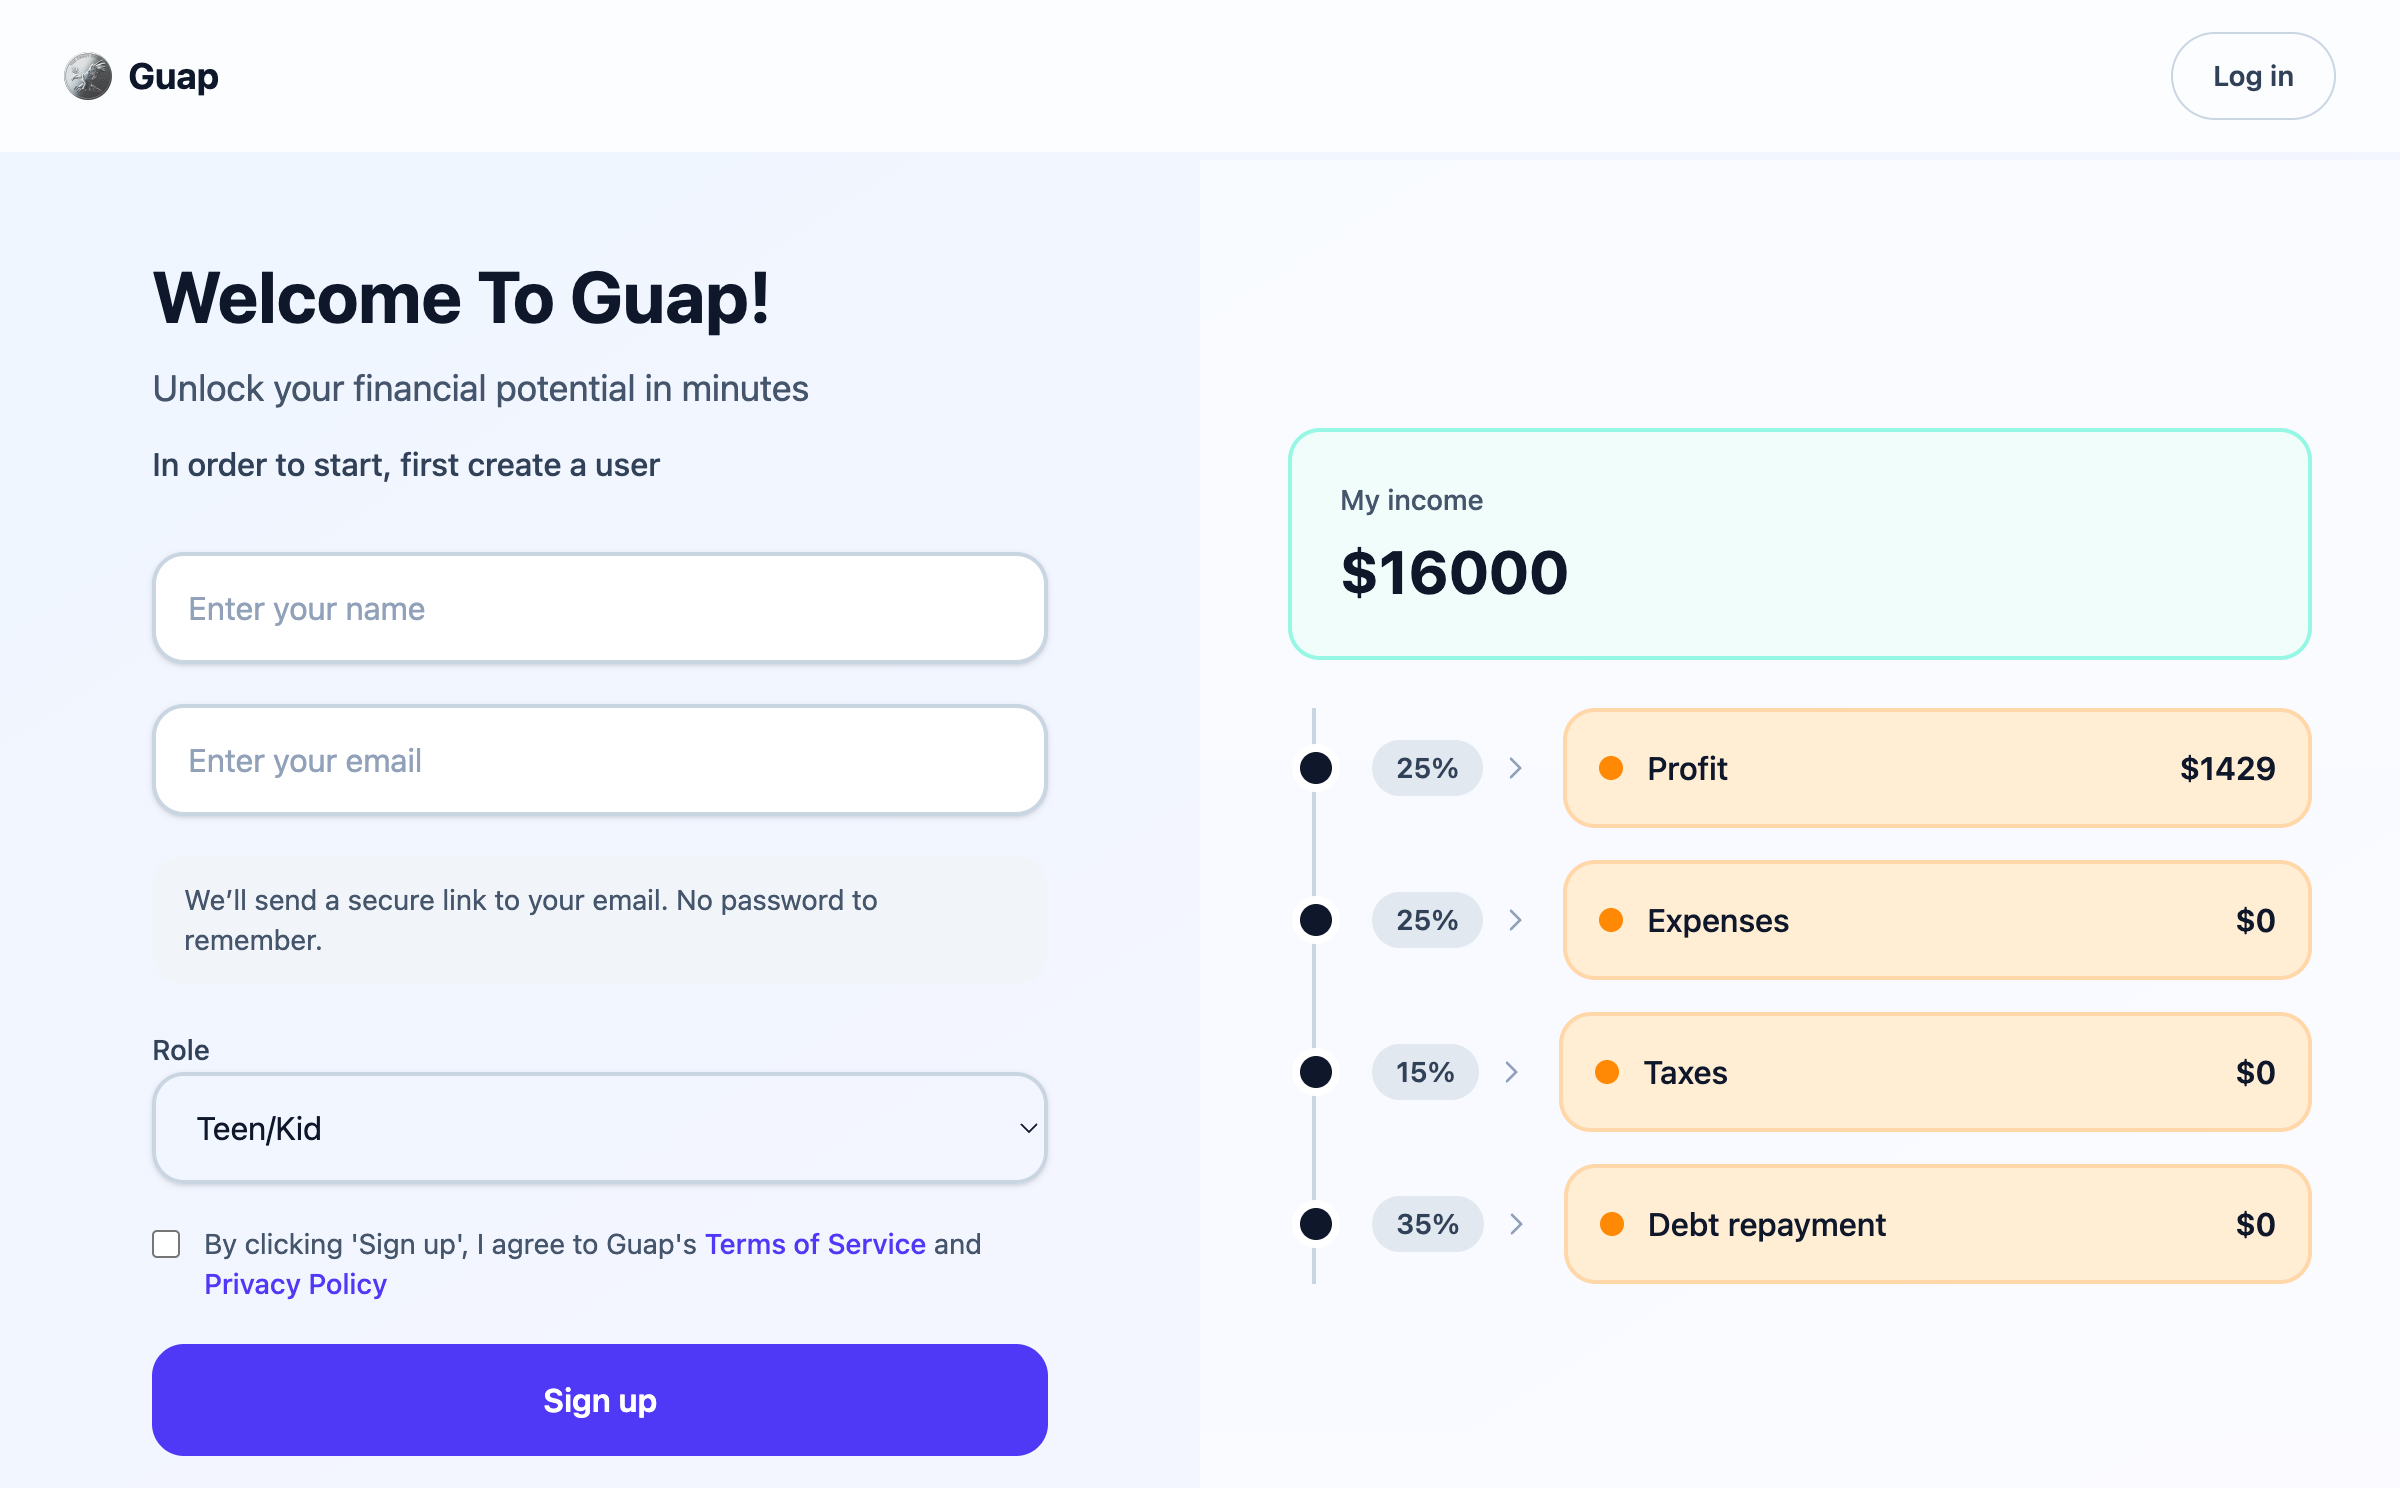 Guap
Log in
Welcome To Guap!
Unlock your financial potential in minutes
In order to start, first create a user
Enter your name
Enter your email
We’ll send a secure link to your email. No password to
remember.
Role
Teen/Kid
By clicking 'Sign up', I agree to Guap's Terms of Service and
Privacy Policy
Sign up
My income
$16000
25% Profit $1429
25% Expenses $0
15% Taxes $0
35% Debt repayment $0